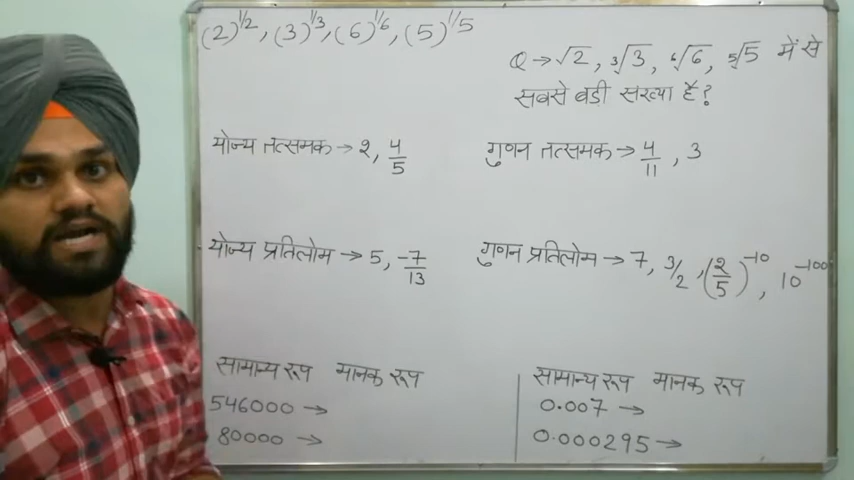 (2)^1/2, (3)^1/3, (6)^1/6, (5)^1/5
Q → √2, ³√3, ⁶√6, ⁵√5 में से
सबसे बडी संख्या है?
योज्य तत्समक → 2, 4/5
गुणन तत्समक → 4/11, 3
योज्य प्रतिलोम → 5, -7/13
गुणन प्रतिलोम → 7, 3/2, (2/5)^-10, 10^-100
सामान्य रूप मानक रूप
546000 →
80000 →
सामान्य रूप मानक रूप
0.007 →
0.000295 →